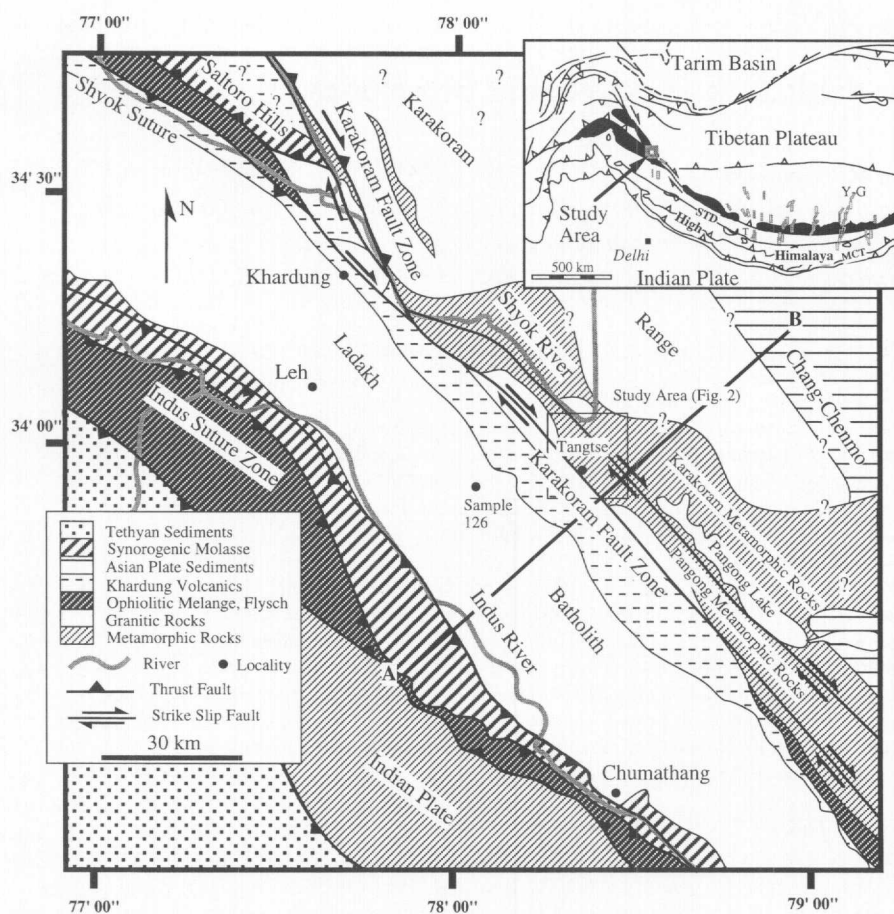 77' 00"
78' 00"
34' 30"
34' 00"
N
Saltoro Hills
Shyok Suture
Karakoram Fault Zone
Karakoram
?
?
?
?
?
Tarim Basin
Tibetan Plateau
Y-G
Study
Area
STD
High
Himalaya
MCT
Delhi
500 km
Indian Plate
Khardung
Shyok River
?
Range
?
B
Ladakh
Leh
Chang-Chenmo
Study Area (Fig. 2)
?
?
?
Indus Suture Zone
Tangtse
Karakoram Metamorphic Rocks
?
Sample
126
Karakoram Fault Zone
Pangong Lake
Pangong Metamorphic Rocks
?
Indus River
Batholith
A
Tethyan Sediments
Synorogenic Molasse
Asian Plate Sediments
Khardung Volcanics
Ophiolitic Melange, Flysch
Granitic Rocks
Metamorphic Rocks
River
Locality
Thrust Fault
Strike Slip Fault
30 km
Indian Plate
Chumathang
77' 00"
78' 00"
79' 00"